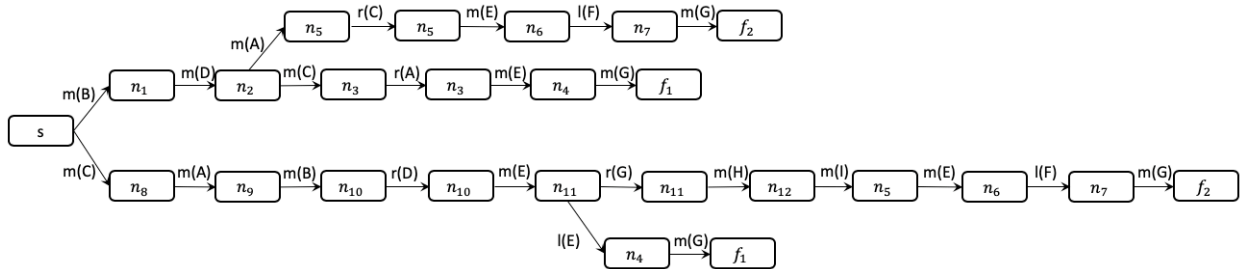 r(C) m(E) l(F) m(G)
n₅ n₅ n₆ n₇ f₂
m(A)
m(D) m(C) r(A) m(E) m(G)
n₁ n₂ n₃ n₃ n₄ f₁
m(B)
s
m(C)
m(A) m(B) r(D) m(E) r(G) m(H) m(I) m(E) l(F) m(G)
n₈ n₉ n₁₀ n₁₀ n₁₁ n₁₁ n₁₂ n₅ n₆ n₇ f₂
l(E) m(G)
n₄ f₁